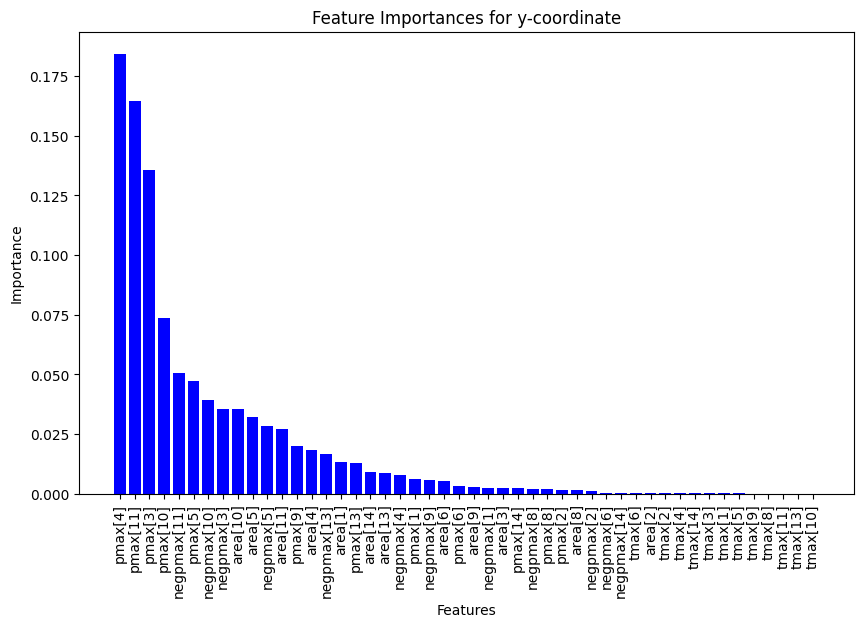 Feature Importances for y-coordinate
0.175
0.150
0.125
0.100
0.075
0.050
0.025
0.000
Importance
pmax[4]
pmax[11]
pmax[3]
pmax[10]
negpmax[11]
pmax[5]
negpmax[10]
negpmax[3]
area[10]
area[5]
negpmax[5]
area[11]
pmax[9]
area[4]
negpmax[13]
area[1]
pmax[13]
area[14]
area[13]
negpmax[4]
pmax[1]
negpmax[9]
area[6]
pmax[6]
area[9]
negpmax[1]
area[3]
pmax[14]
negpmax[8]
pmax[8]
pmax[2]
area[8]
negpmax[2]
negpmax[6]
negpmax[14]
tmax[6]
area[2]
tmax[2]
tmax[4]
tmax[14]
tmax[3]
tmax[1]
tmax[5]
tmax[9]
tmax[8]
tmax[11]
tmax[13]
tmax[10]
Features